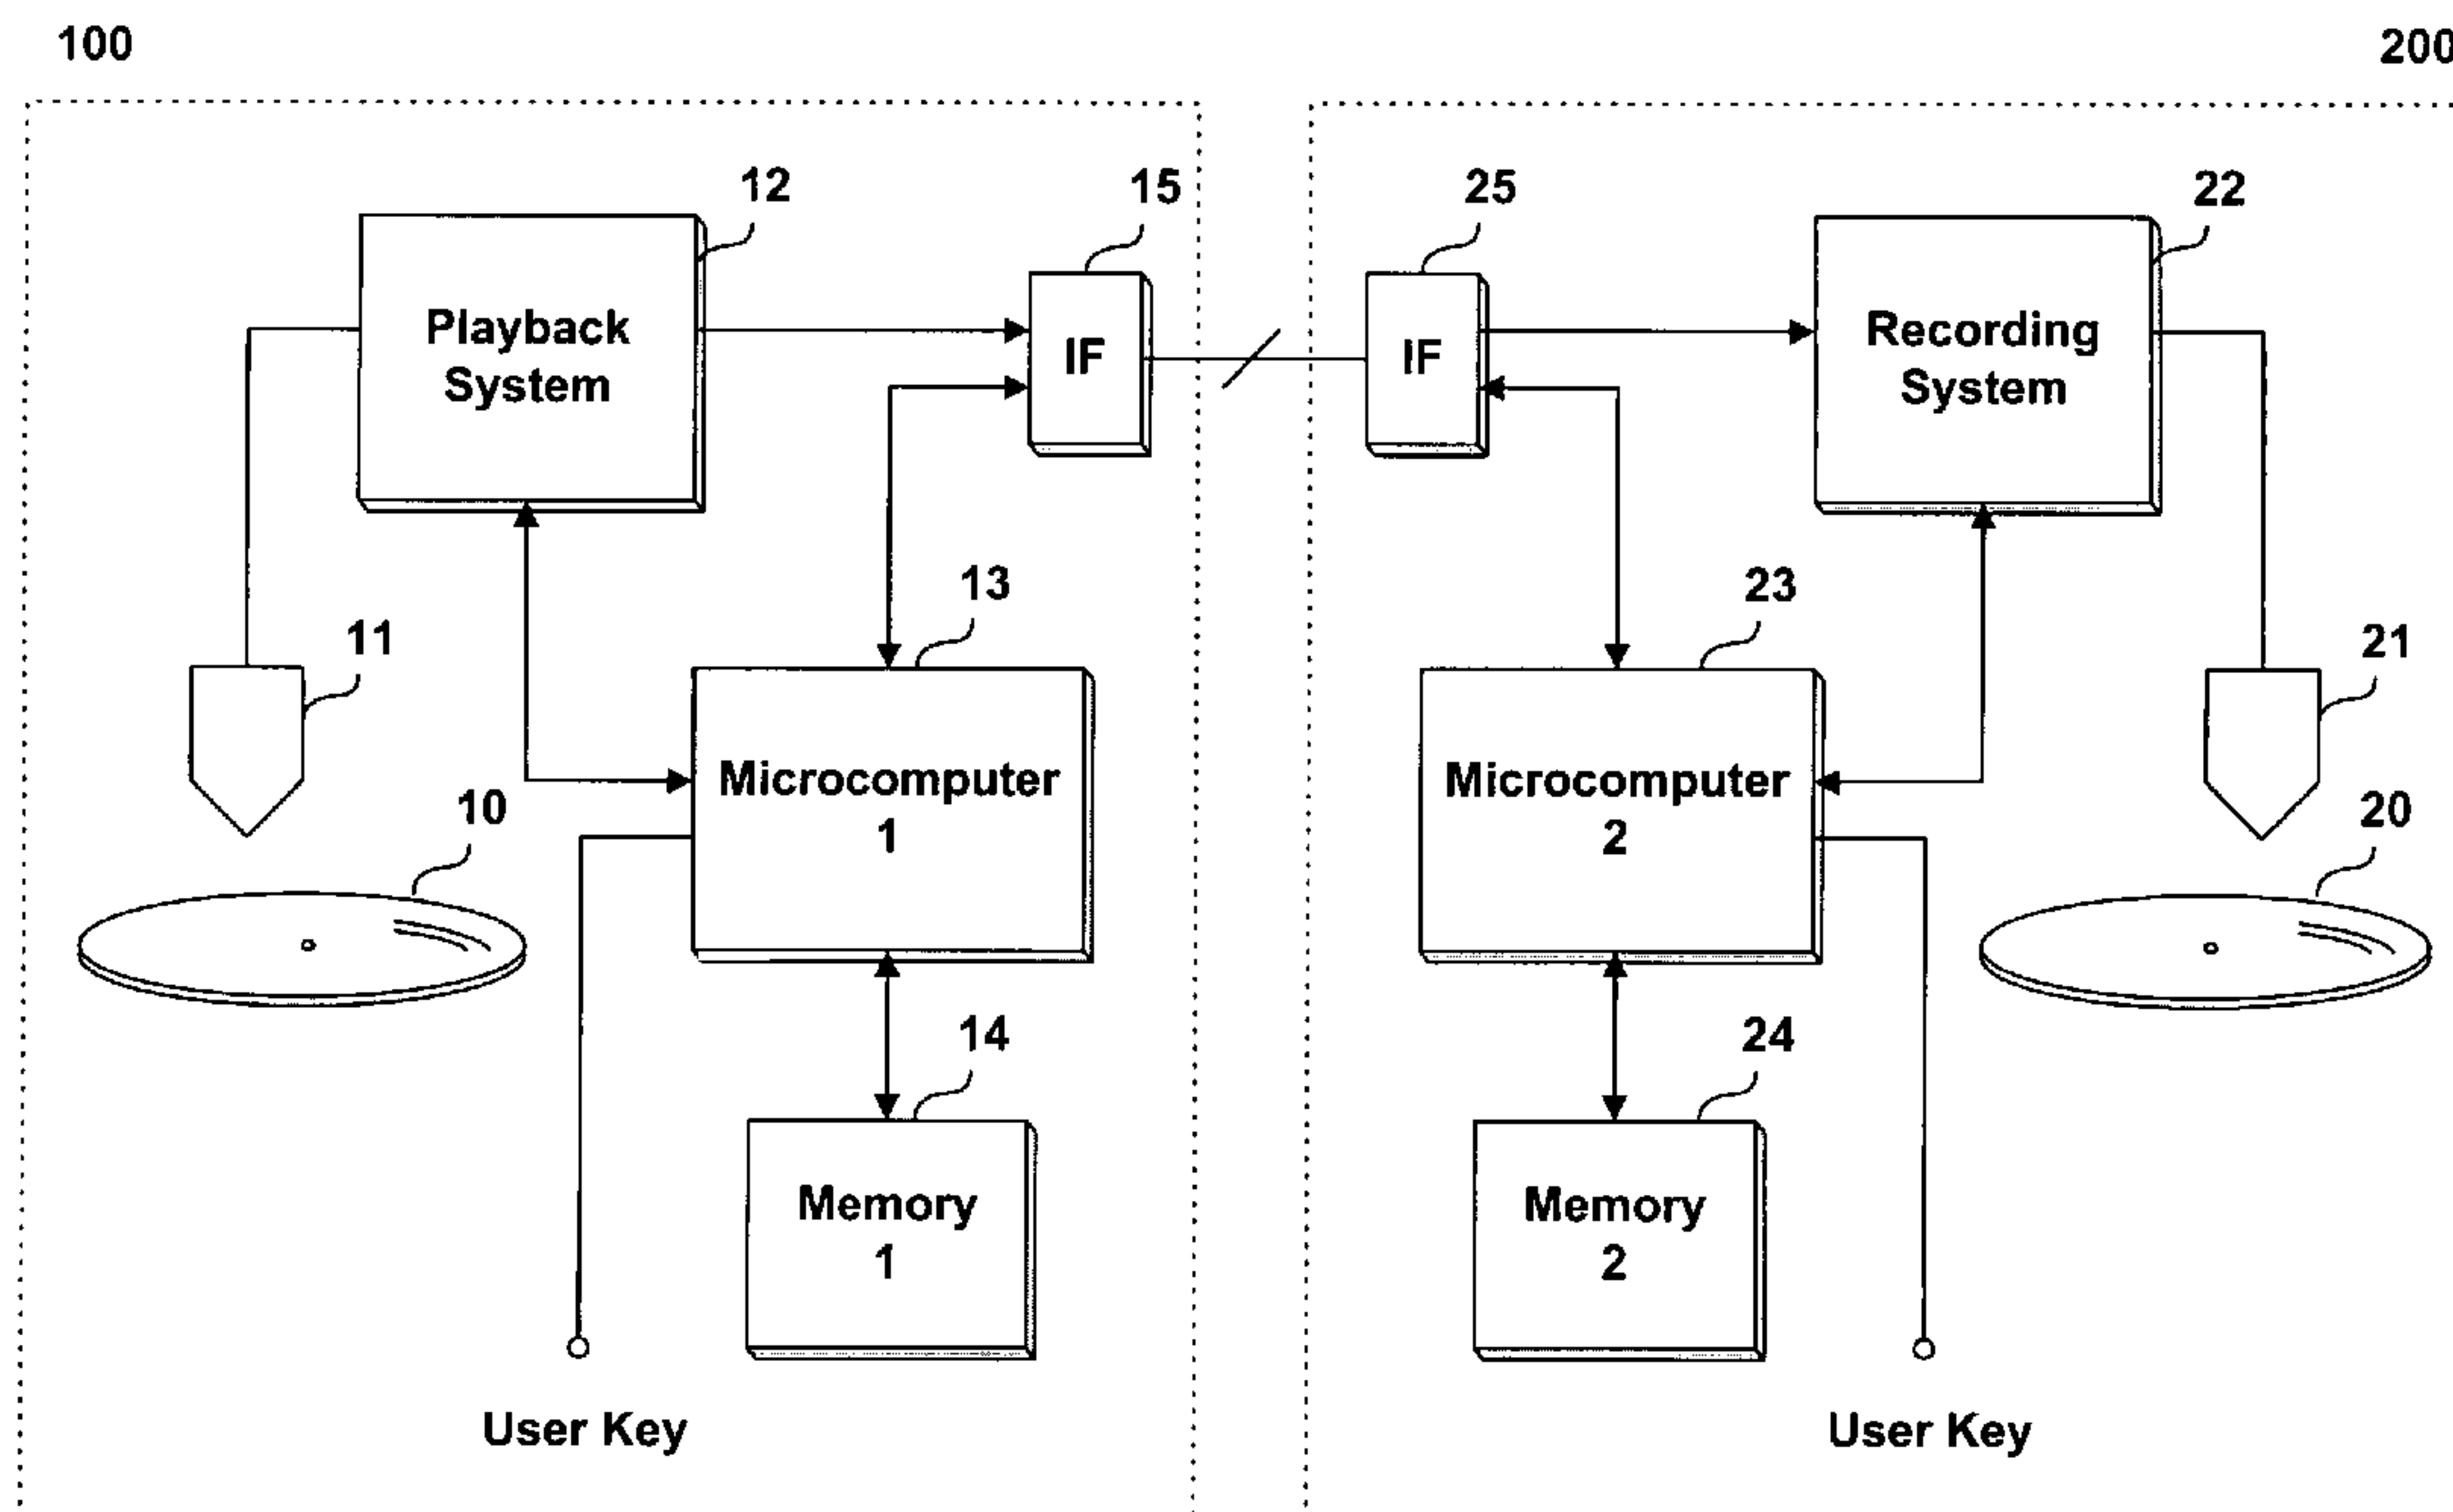 100
200
12
15
25
22
Playback
System
IF
IF
Recording
System
13
23
11
21
Microcomputer
1
Microcomputer
2
10
20
14
24
Memory
1
Memory
2
User Key
User Key